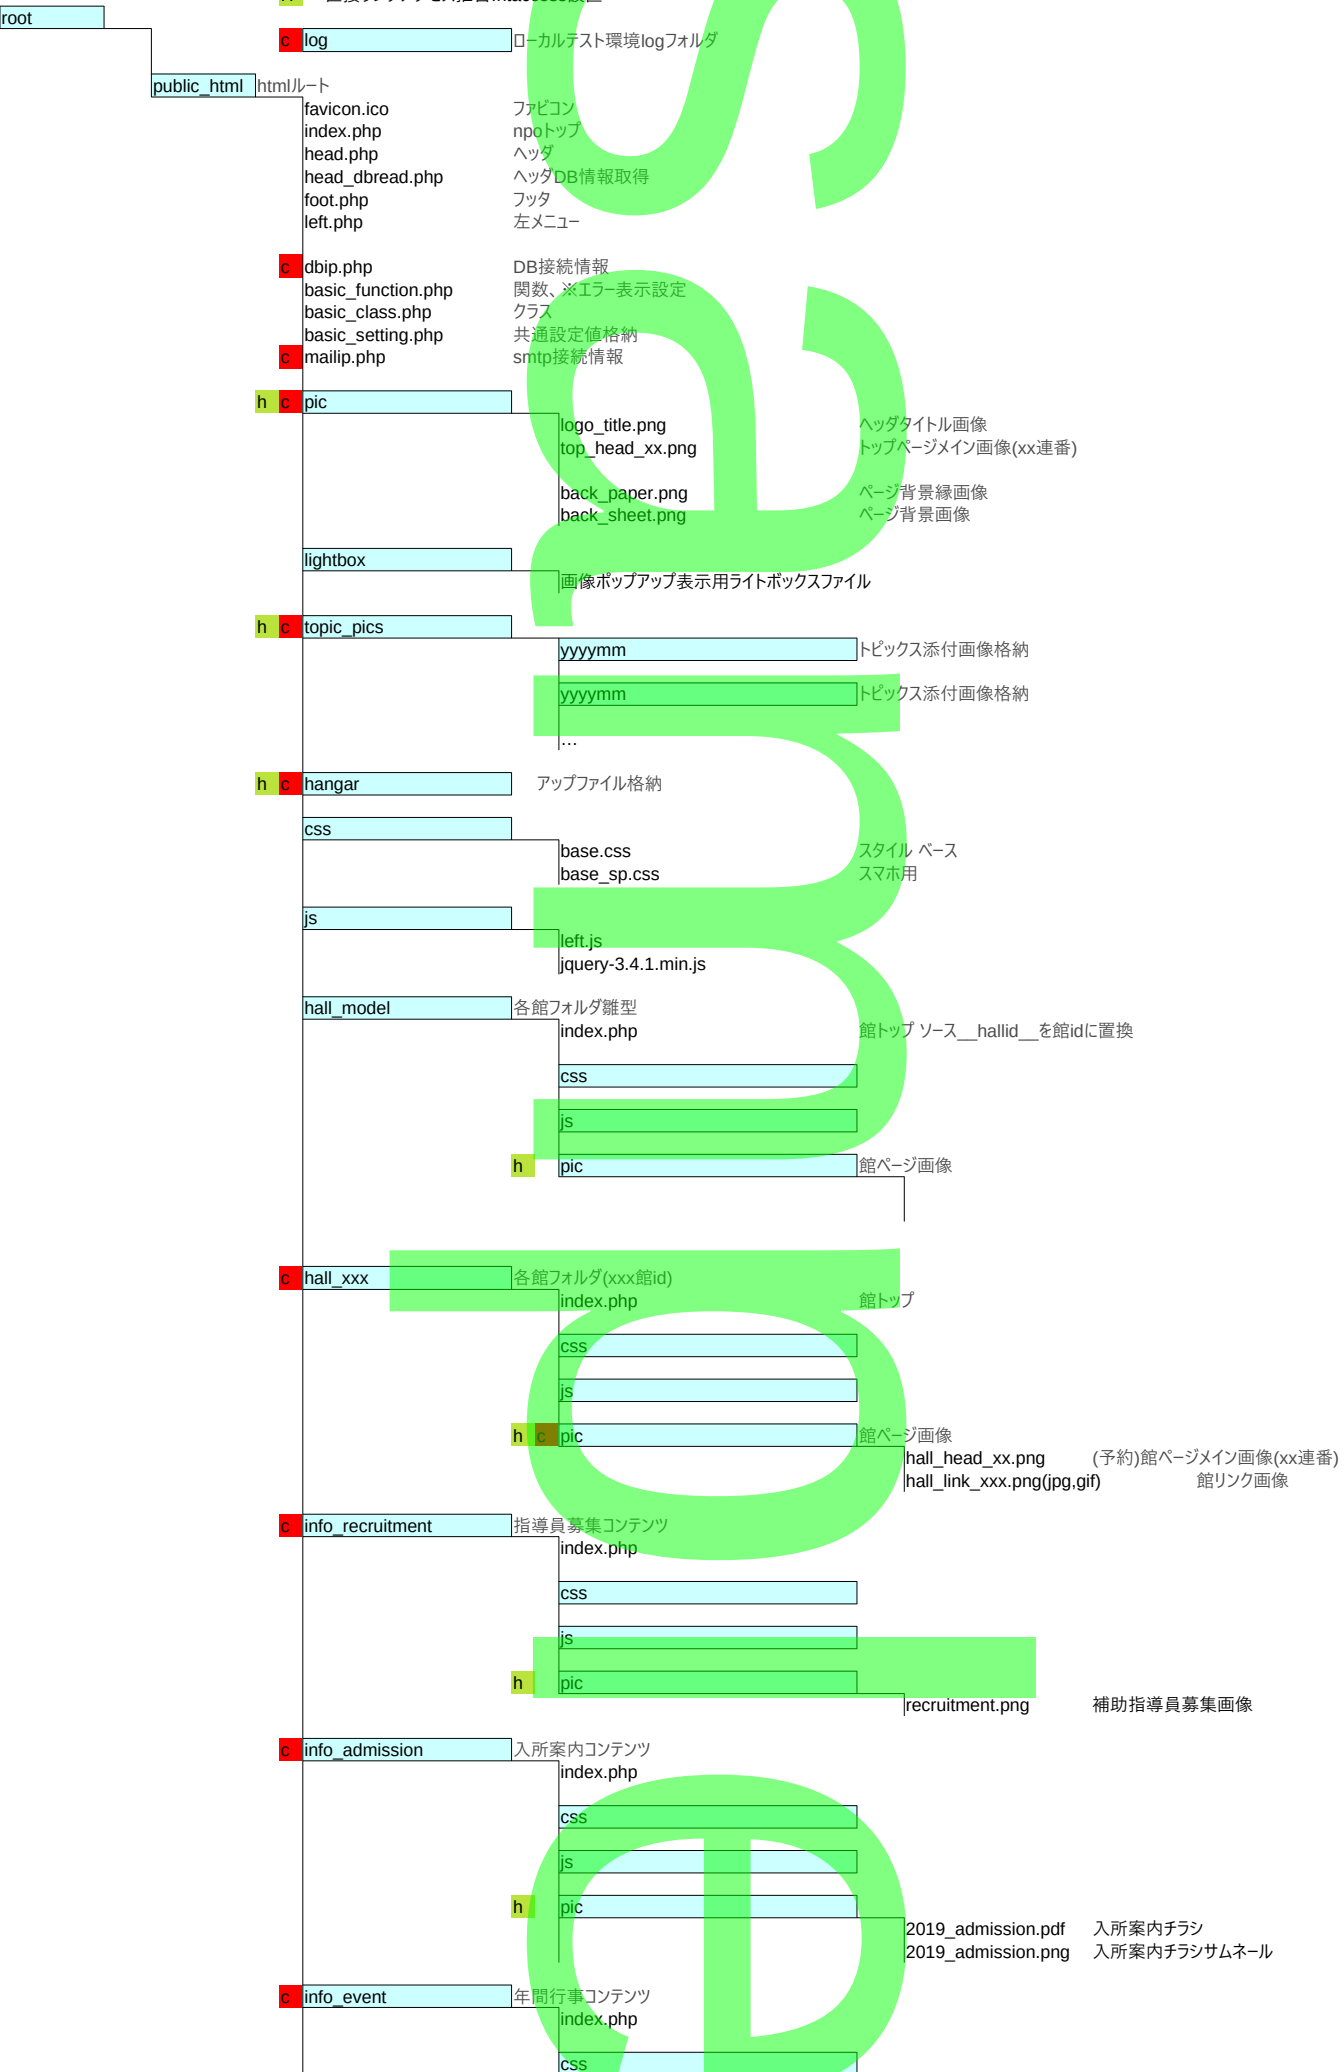 root
c log ローカルテスト環境logフォルダ
public_html htmlルート
favicon.ico ファビコン
index.php npoトップ
head.php ヘッダ
head_dbread.php ヘッダDB情報取得
foot.php フッタ
left.php 左メニュー
c dbip.php DB接続情報
basic_function.php 関数、※エラー表示設定
basic_class.php クラス
basic_setting.php 共通設定値格納
c mailip.php smtp接続情報
h c pic
logo_title.png ヘッダタイトル画像
top_head_xx.png トップページメイン画像(xx連番)
back_paper.png ページ背景縁画像
back_sheet.png ページ背景画像
lightbox
画像ポップアップ表示用ライトボックスファイル
h c topic_pics
yyyymm トピックス添付画像格納
yyyymm トピックス添付画像格納
…
h c hangar アップファイル格納
css
base.css スタイル ベース
base_sp.css スマホ用
js
left.js
jquery-3.4.1.min.js
hall_model 各館フォルダ雛型
index.php 館トップ ソース__hallid__を館idに置換
css
js
h pic 館ページ画像
c hall_xxx 各館フォルダ(xxx館id)
index.php 館トップ
css
js
h c pic 館ページ画像
hall_head_xx.png (予約)館ページメイン画像(xx連番)
hall_link_xxx.png(jpg,gif) 館リンク画像
c info_recruitment 指導員募集コンテンツ
index.php
css
js
h pic
recruitment.png 補助指導員募集画像
c info_admission 入所案内コンテンツ
index.php
css
js
h pic
2019_admission.pdf 入所案内チラシ
2019_admission.png 入所案内チラシサムネール
c info_event 年間行事コンテンツ
index.php
css
sample